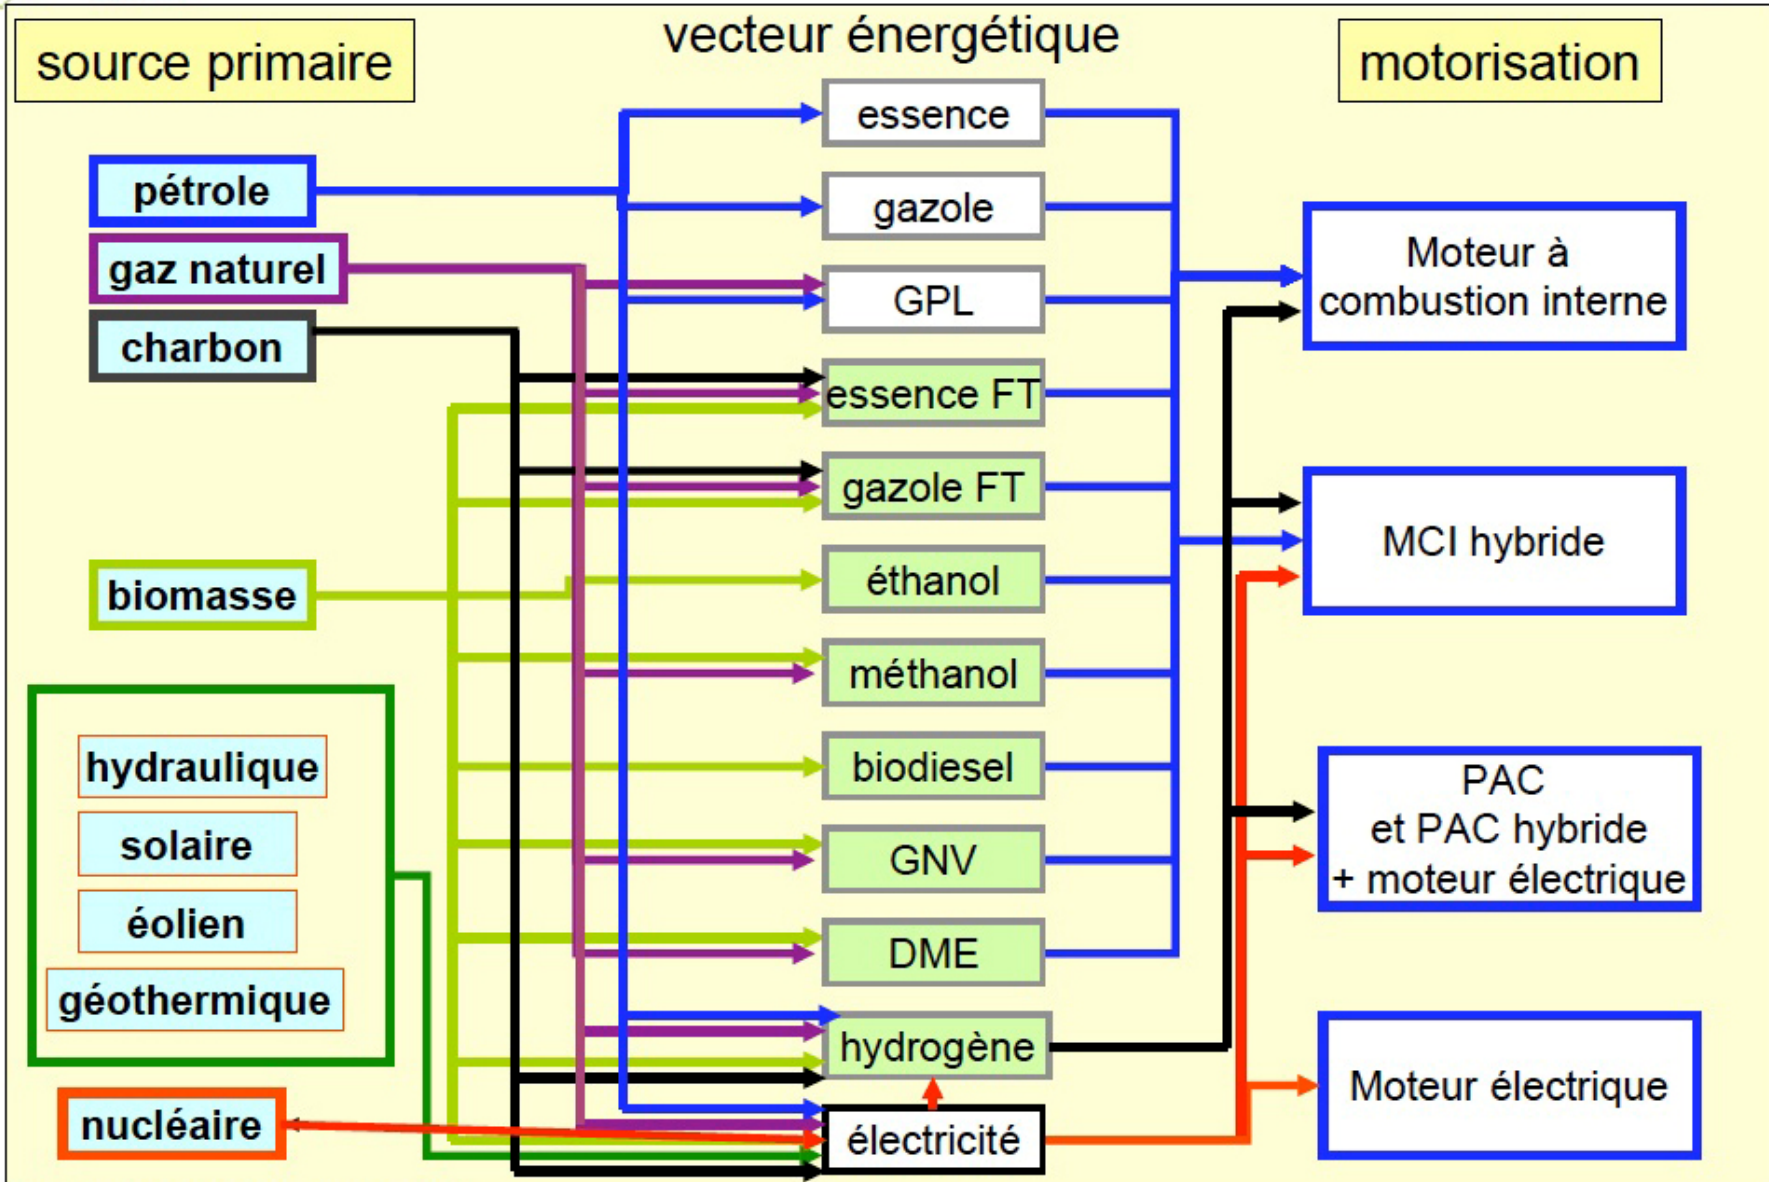 source primaire
vecteur énergétique
motorisation
pétrole
gaz naturel
charbon
biomasse
hydraulique
solaire
éolien
géothermique
nucléaire
essence
gazole
GPL
essence FT
gazole FT
éthanol
méthanol
biodiesel
GNV
DME
hydrogène
électricité
Moteur à
combustion interne
MCI hybride
PAC
et PAC hybride
+ moteur électrique
Moteur électrique